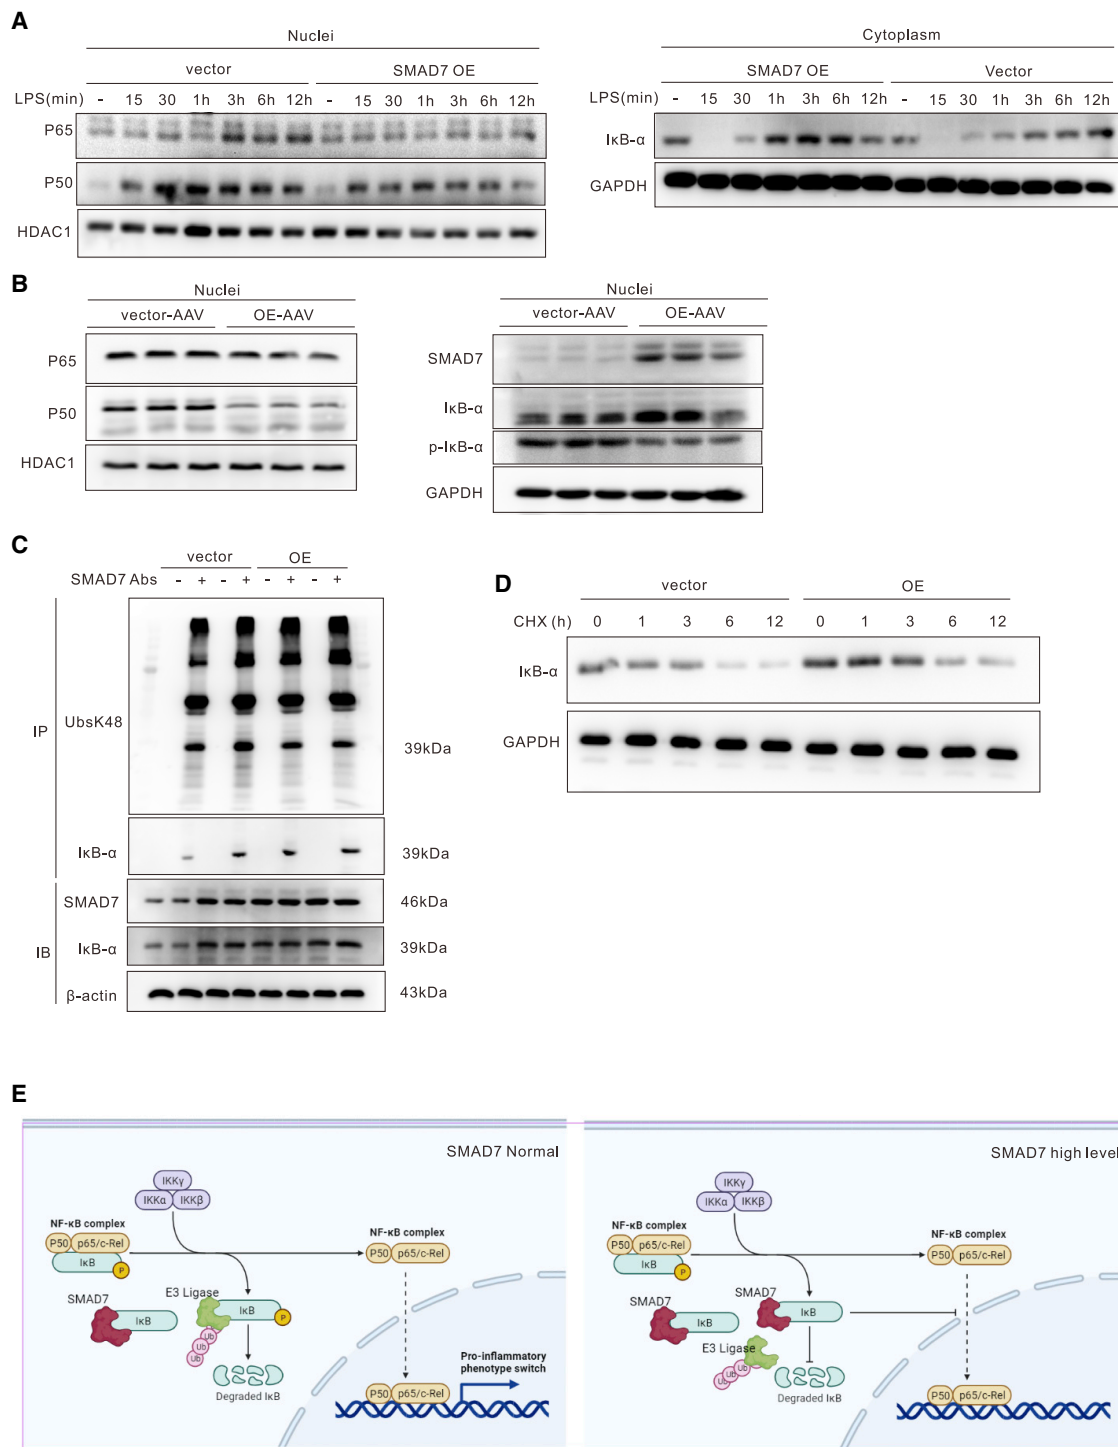 A
Nuclei
vector SMAD7 OE
LPS(min) - 15 30 1h 3h 6h 12h - 15 30 1h 3h 6h 12h
P65
P50
HDAC1
Cytoplasm
SMAD7 OE Vector
LPS(min) - 15 30 1h 3h 6h 12h - 15 30 1h 3h 6h 12h
IκB-α
GAPDH
B
Nuclei
vector-AAV OE-AAV
P65
P50
HDAC1
Nuclei
vector-AAV OE-AAV
SMAD7
IκB-α
p-IκB-α
GAPDH
C
vector OE
SMAD7 Abs - + - + - + - +
IP
UbsK48
39kDa
IκB-α 39kDa
IB
SMAD7 46kDa
IκB-α 39kDa
β-actin 43kDa
D
vector OE
CHX (h) 0 1 3 6 12 0 1 3 6 12
IκB-α
GAPDH
E
SMAD7 Normal
IKKγ
IKKα IKKβ
NF-κB complex
P50 p65/c-Rel
IκB
P
NF-κB complex
P50 p65/c-Rel
SMAD7
IκB
E3 Ligase
IκB
P
Ub
Ub
Ub
Degraded IκB
Pro-inflammatory
phenotype switch
P50 p65/c-Rel
SMAD7 high level
IKKγ
IKKα IKKβ
NF-κB complex
P50 p65/c-Rel
IκB
P
NF-κB complex
P50 p65/c-Rel
SMAD7
IκB
SMAD7
IκB
E3 Ligase
Ub
Ub
Ub
Degraded IκB
P50 p65/c-Rel